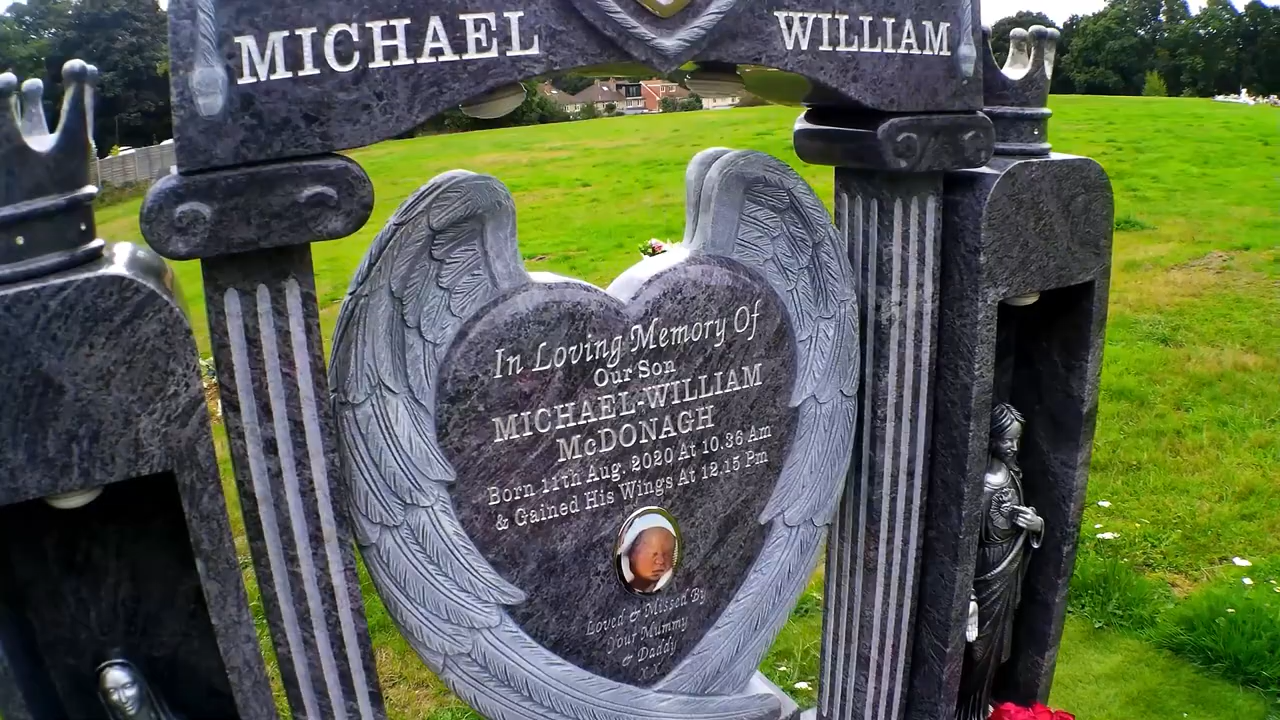 MICHAEL WILLIAM
In Loving Memory Of
Our Son
MICHAEL-WILLIAM
McDONAGH
Born 11th Aug. 2020 At 10.36 Am
& Gained His Wings At 12.15 Pm
Loved & Missed By
Your Mummy
& Daddy
X X